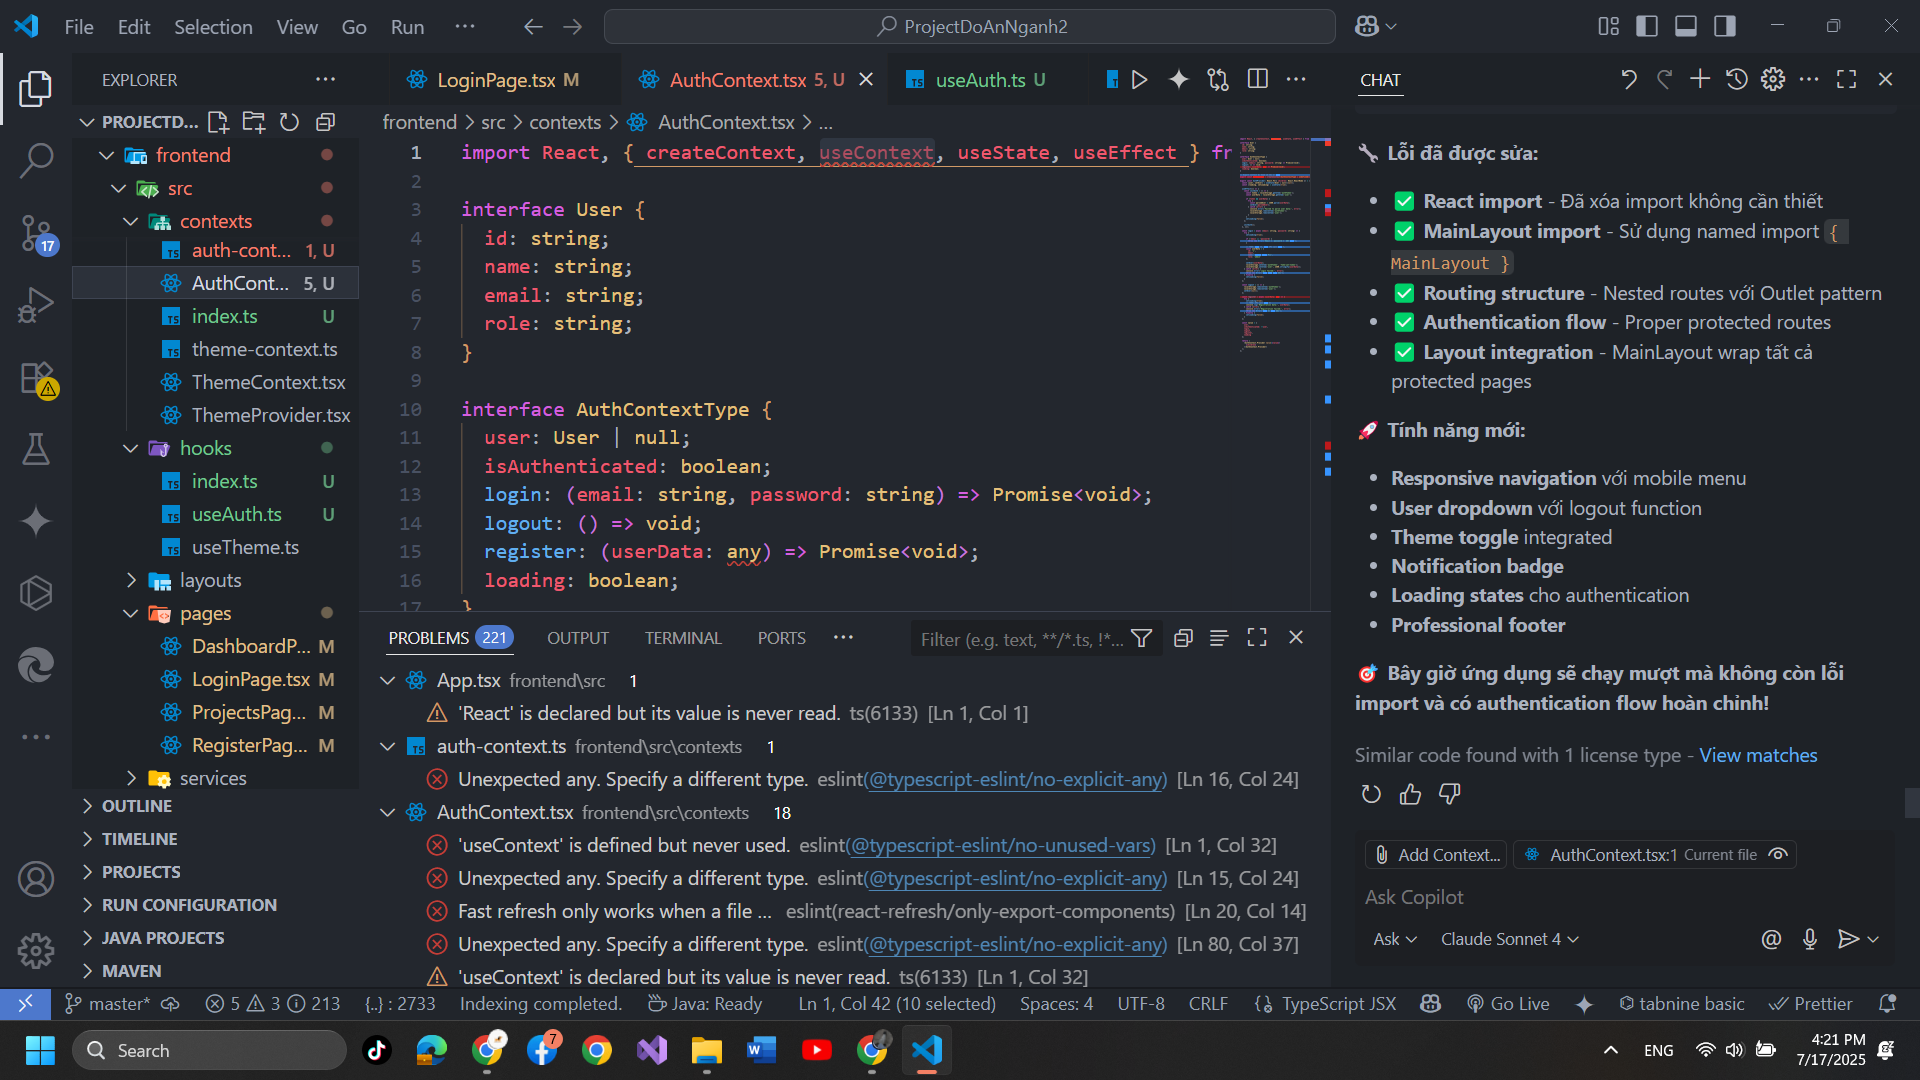 File Edit Selection View Go Run ··· ProjectDoAnNganh2
EXPLORER ···
PROJECTD...
frontend
src
contexts
auth-cont... 1, U
AuthCont... 5, U
index.ts U
theme-context.ts
ThemeContext.tsx
ThemeProvider.tsx
hooks
index.ts U
useAuth.ts U
useTheme.ts
layouts
pages
DashboardP... M
LoginPage.tsx M
ProjectsPag... M
RegisterPag... M
services
OUTLINE
TIMELINE
PROJECTS
RUN CONFIGURATION
JAVA PROJECTS
MAVEN
17
LoginPage.tsx M AuthContext.tsx 5, U useAuth.ts U
frontend > src > contexts > AuthContext.tsx > ...
1 import React, { createContext, useContext, useState, useEffect } fr
2
3 interface User {
4 id: string;
5 name: string;
6 email: string;
7 role: string;
8 }
9
10 interface AuthContextType {
11 user: User | null;
12 isAuthenticated: boolean;
13 login: (email: string, password: string) => Promise<void>;
14 logout: () => void;
15 register: (userData: any) => Promise<void>;
16 loading: boolean;
17 }
PROBLEMS 221 OUTPUT TERMINAL PORTS ··· Filter (e.g. text, **/*.ts, !*...
App.tsx frontend\src 1
'React' is declared but its value is never read. ts(6133) [Ln 1, Col 1]
auth-context.ts frontend\src\contexts 1
Unexpected any. Specify a different type. eslint(@typescript-eslint/no-explicit-any) [Ln 16, Col 24]
AuthContext.tsx frontend\src\contexts 18
'useContext' is defined but never used. eslint(@typescript-eslint/no-unused-vars) [Ln 1, Col 32]
Unexpected any. Specify a different type. eslint(@typescript-eslint/no-explicit-any) [Ln 15, Col 24]
Fast refresh only works when a file ... eslint(react-refresh/only-export-components) [Ln 20, Col 14]
Unexpected any. Specify a different type. eslint(@typescript-eslint/no-explicit-any) [Ln 80, Col 37]
'useContext' is declared but its value is never read. ts(6133) [Ln 1, Col 32]
CHAT
🔧 Lỗi đã được sửa:
• ✅ React import - Đã xóa import không cần thiết
• ✅ MainLayout import - Sử dụng named import {
MainLayout }
• ✅ Routing structure - Nested routes với Outlet pattern
• ✅ Authentication flow - Proper protected routes
• ✅ Layout integration - MainLayout wrap tất cả
protected pages
🚀 Tính năng mới:
• Responsive navigation với mobile menu
• User dropdown với logout function
• Theme toggle integrated
• Notification badge
• Loading states cho authentication
• Professional footer
🎯 Bây giờ ứng dụng sẽ chạy mượt mà không còn lỗi
import và có authentication flow hoàn chỉnh!
Similar code found with 1 license type - View matches
Add Context... AuthContext.tsx:1 Current file
Ask Copilot
Ask Claude Sonnet 4 @
master* 5 3 213 {..} : 2733 Indexing completed. Java: Ready Ln 1, Col 42 (10 selected) Spaces: 4 UTF-8 CRLF TypeScript JSX Go Live tabnine basic Prettier
Search 7 ENG 4:21 PM
7/17/2025